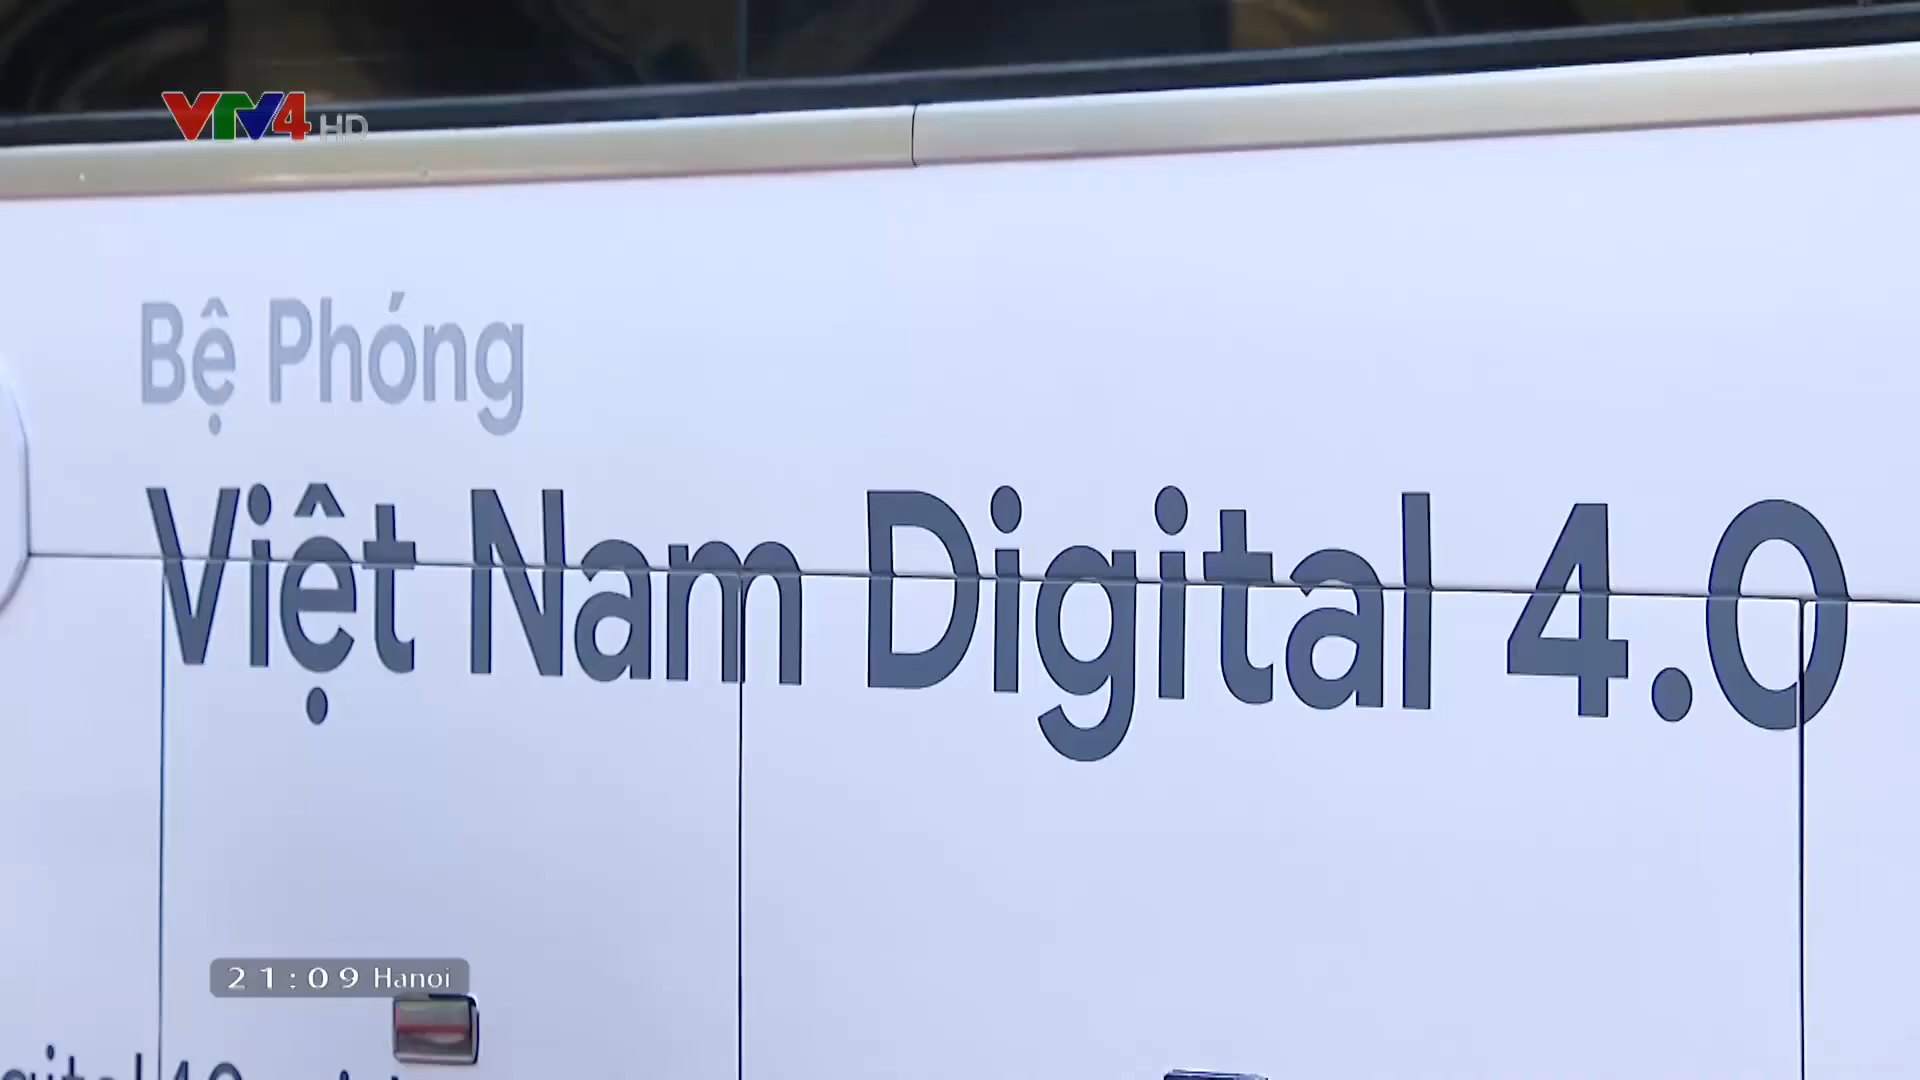 VTV4 HD
Bệ Phóng
Việt Nam Digital 4.0
21:09 Hanoi